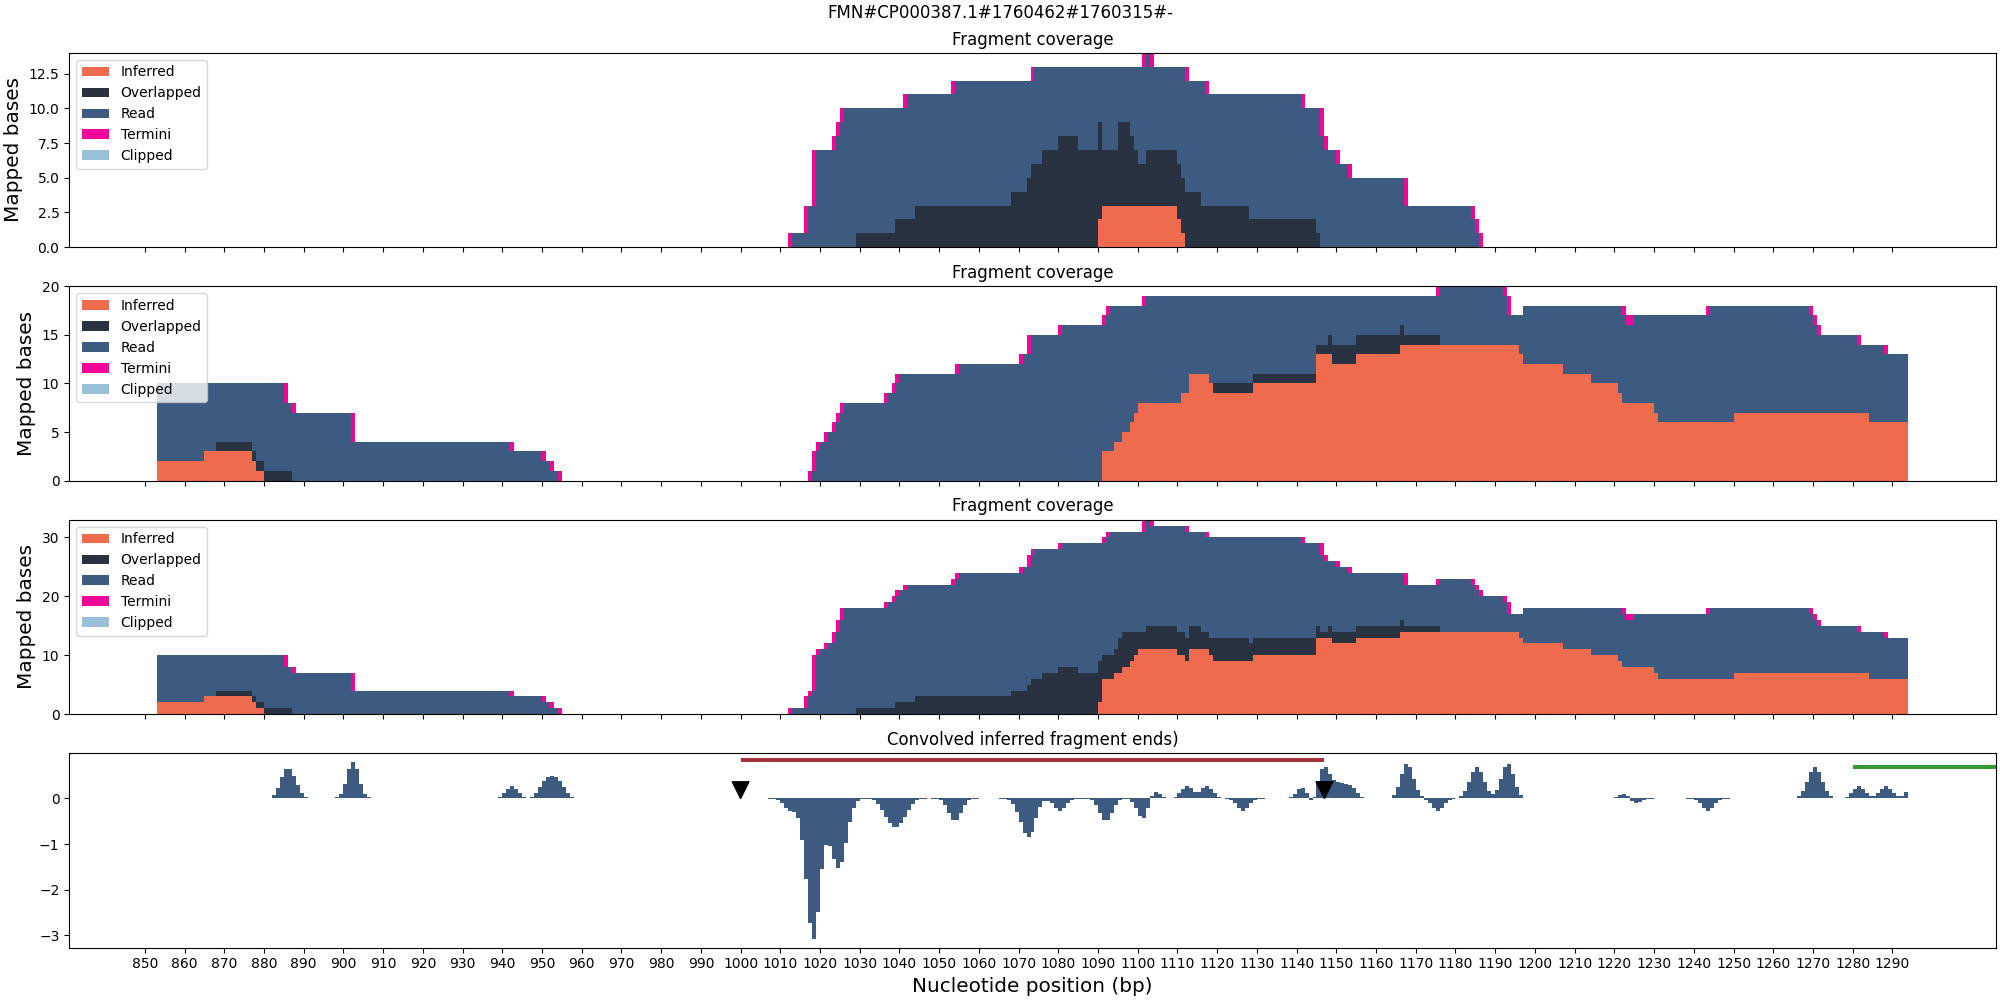 FMN#CP000387.1#1760462#1760315#-
Fragment coverage
Mapped bases
12.5
10.0
7.5
5.0
2.5
0.0
Inferred
Overlapped
Read
Termini
Clipped
Fragment coverage
Mapped bases
20
15
10
5
0
Inferred
Overlapped
Read
Termini
Clipped
Fragment coverage
Mapped bases
30
20
10
0
Inferred
Overlapped
Read
Termini
Clipped
Convolved inferred fragment ends)
0
−1
−2
−3
850 860 870 880 890 900 910 920 930 940 950 960 970 980 990 1000 1010 1020 1030 1040 1050 1060 1070 1080 1090 1100 1110 1120 1130 1140 1150 1160 1170 1180 1190 1200 1210 1220 1230 1240 1250 1260 1270 1280 1290
Nucleotide position (bp)